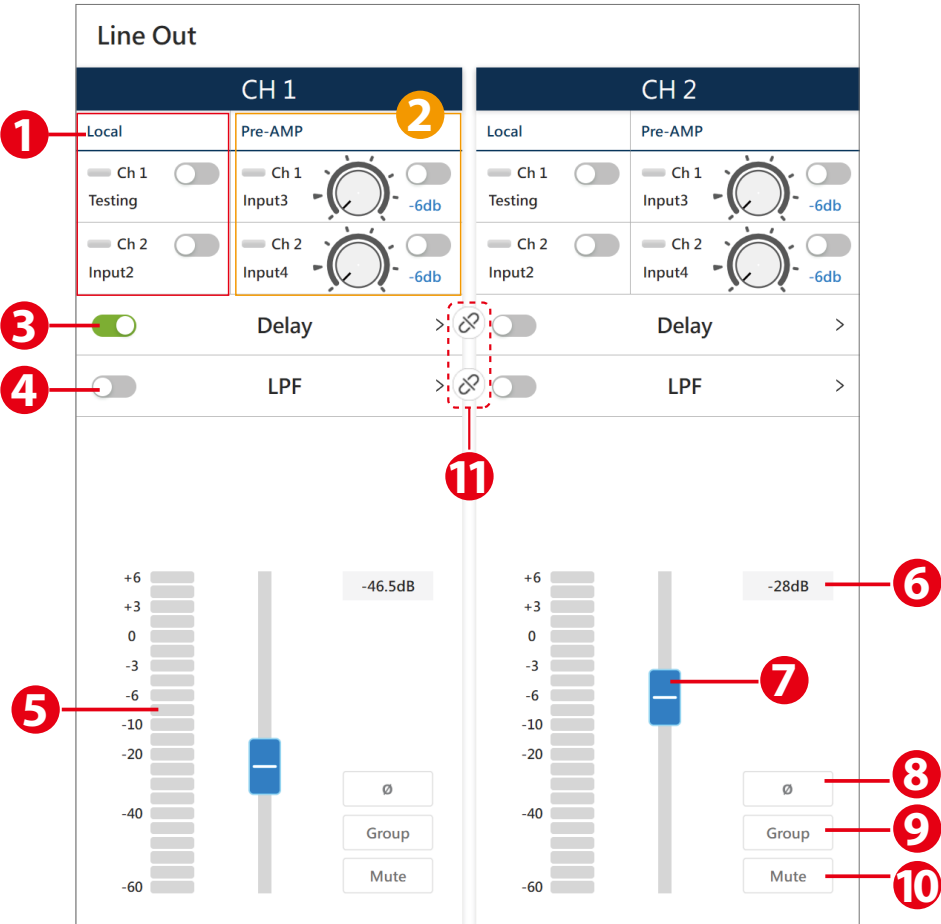 Line Out
CH 1 CH 2
1 Local Pre-AMP 2 Local Pre-AMP
Ch 1 Ch 1 Ch 1 Ch 1
Testing Input3 -6db Testing Input3 -6db
Ch 2 Ch 2 Ch 2 Ch 2
Input2 Input4 -6db Input2 Input4 -6db
3 Delay > Delay >
4 LPF > LPF >
11
+6 -46.5dB +6 -28dB 6
+3 +3
0 0
-3 -3
-6 -6 7
5
-10 -10
-20 -20
ø ø 8
-40 -40
Group Group 9
Mute Mute 10
-60 -60